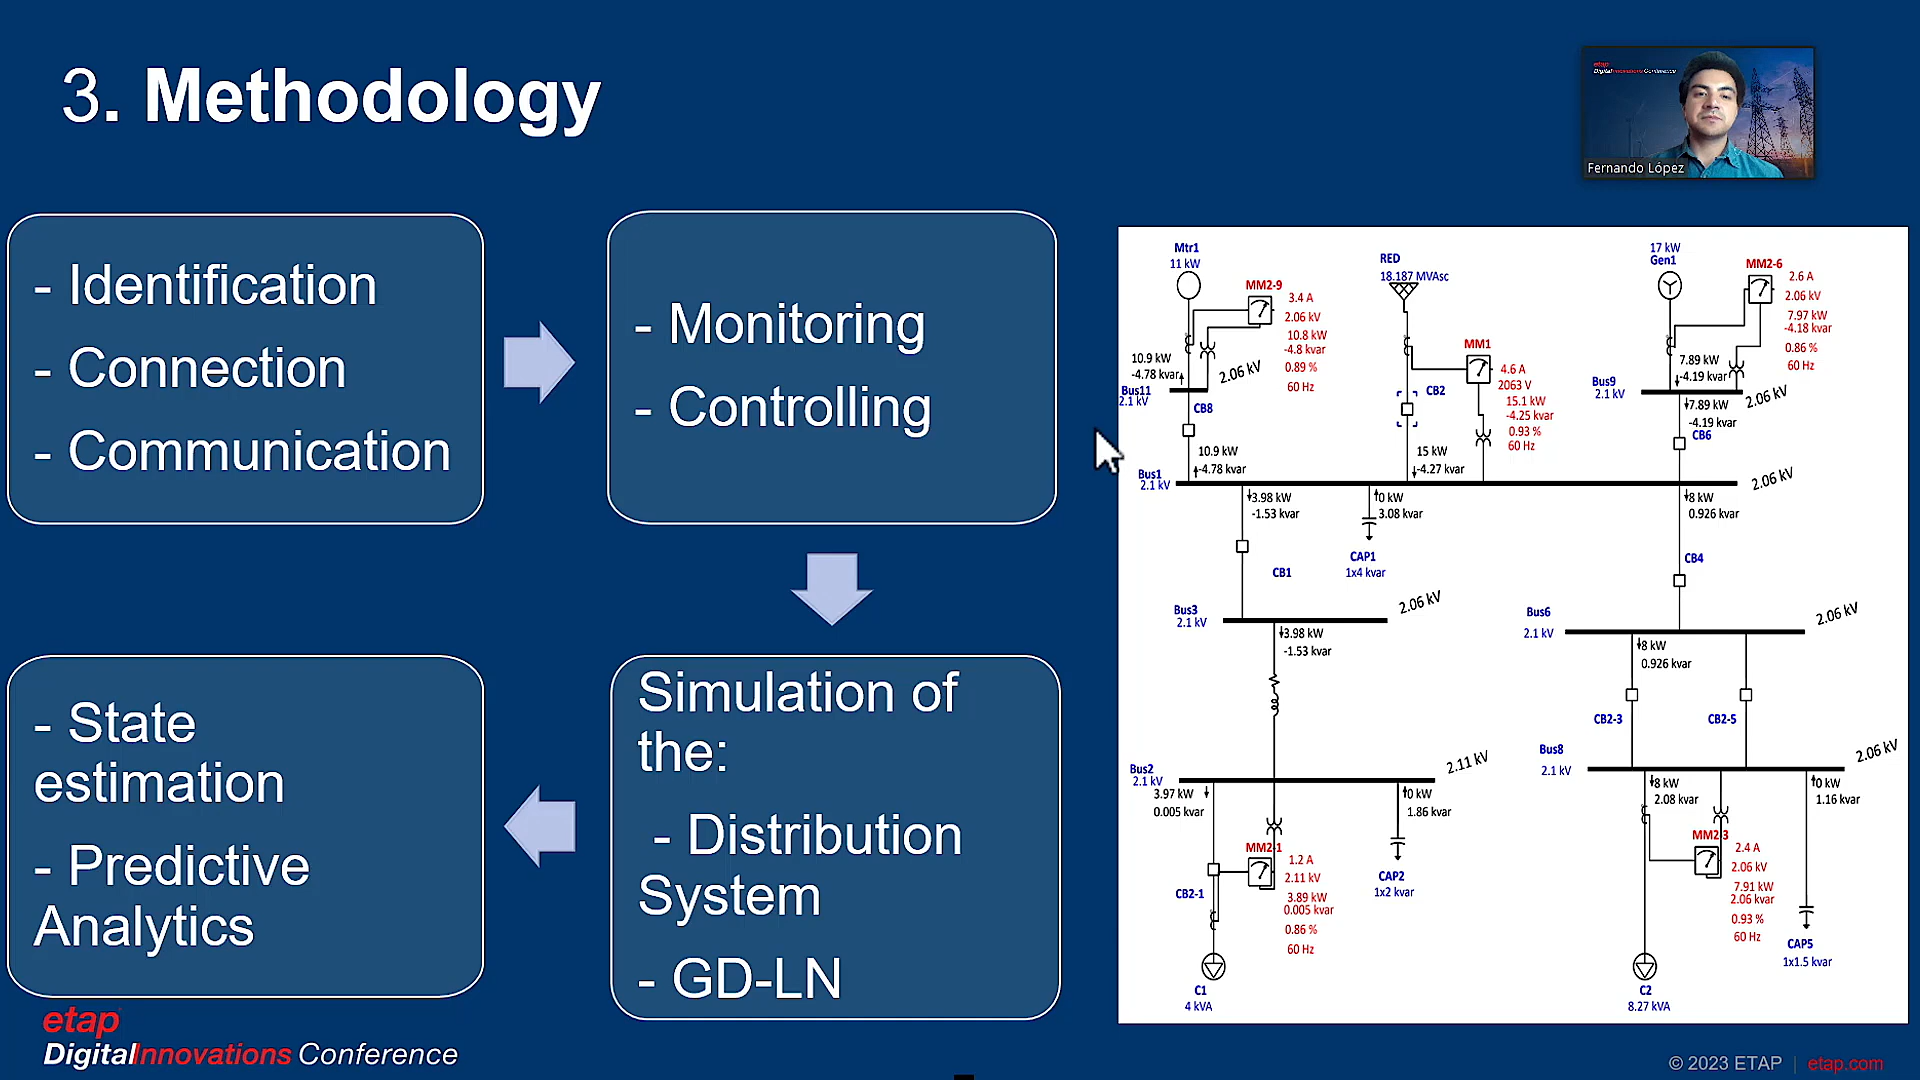 3. Methodology
etap
Digital Innovations Conference
Fernando López
- Identification
- Connection
- Communication
- Monitoring
- Controlling
Simulation of
the:
- Distribution
System
- GD-LN
- State
estimation
- Predictive
Analytics
Mtr1
11 kW
MM2-9
3.4 A
2.06 kV
10.8 kW
-4.8 kvar
0.89 %
60 Hz
10.9 kW
-4.78 kvar
2.06 kV
Bus11
2.1 kV
CB8
10.9 kW
-4.78 kvar
RED
18.187 MVAsc
MM1
4.6 A
2063 V
15.1 kW
-4.25 kvar
0.93 %
60 Hz
CB2
15 kW
-4.27 kvar
17 kW
Gen1
MM2-6
2.6 A
2.06 kV
7.97 kW
-4.18 kvar
0.86 %
60 Hz
7.89 kW
-4.19 kvar
Bus9
2.1 kV
2.06 kV
7.89 kW
-4.19 kvar
CB6
Bus1
2.1 kV
2.06 kV
3.98 kW
-1.53 kvar
0 kW
3.08 kvar
8 kW
0.926 kvar
CB1
CAP1
1x4 kvar
CB4
Bus3
2.1 kV
2.06 kV
3.98 kW
-1.53 kvar
Bus6
2.1 kV
2.06 kV
8 kW
0.926 kvar
CB2-3
CB2-5
Bus2
2.1 kV
2.11 kV
3.97 kW
0.005 kvar
0 kW
1.86 kvar
Bus8
2.1 kV
2.06 kV
8 kW
2.08 kvar
0 kW
1.16 kvar
MM2-1
1.2 A
2.11 kV
3.89 kW
0.005 kvar
0.86 %
60 Hz
CB2-1
CAP2
1x2 kvar
MM2-3
2.4 A
2.06 kV
7.91 kW
2.06 kvar
0.93 %
60 Hz
CAP5
1x1.5 kvar
C1
4 kVA
C2
8.27 kVA
etap
DigitalInnovations Conference
© 2023 ETAP | etap.com